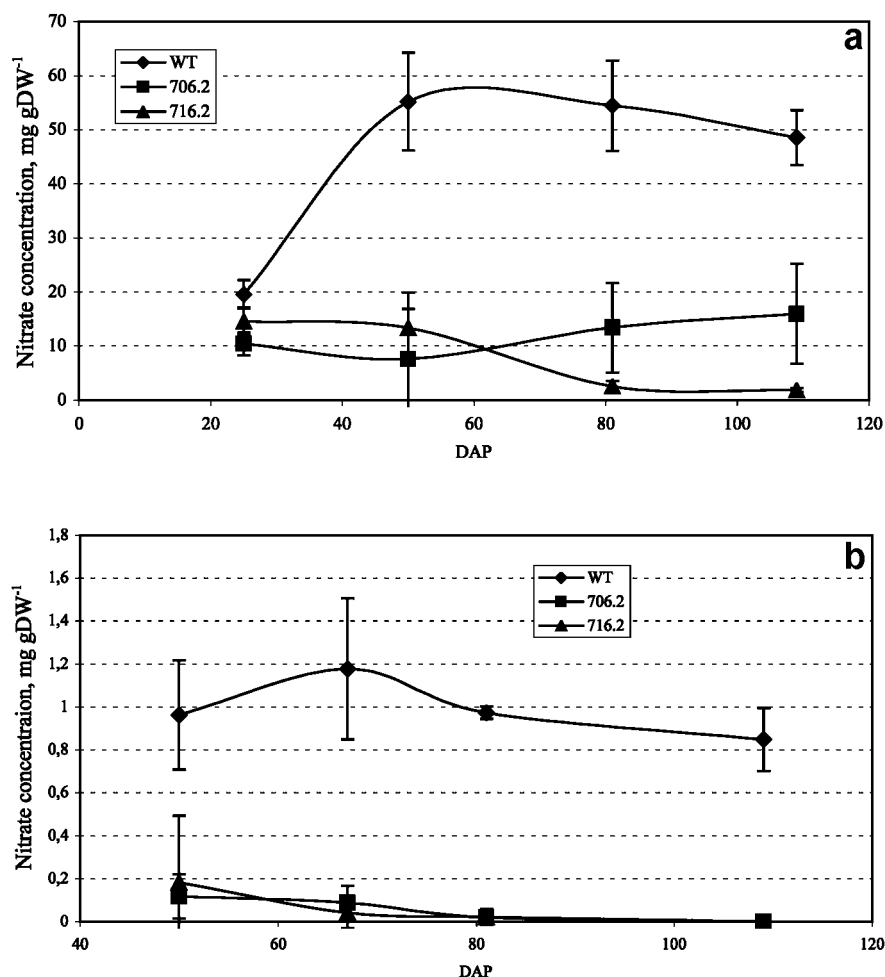 a
WT
706.2
716.2
Nitrate concentration, mg gDW⁻¹
70
60
50
40
30
20
10
0
0 20 40 60 80 100 120
DAP
b
WT
706.2
716.2
Nitrate concentraion, mg gDW⁻¹
1,8
1,6
1,4
1,2
1
0,8
0,6
0,4
0,2
0
40 60 80 100 120
DAP